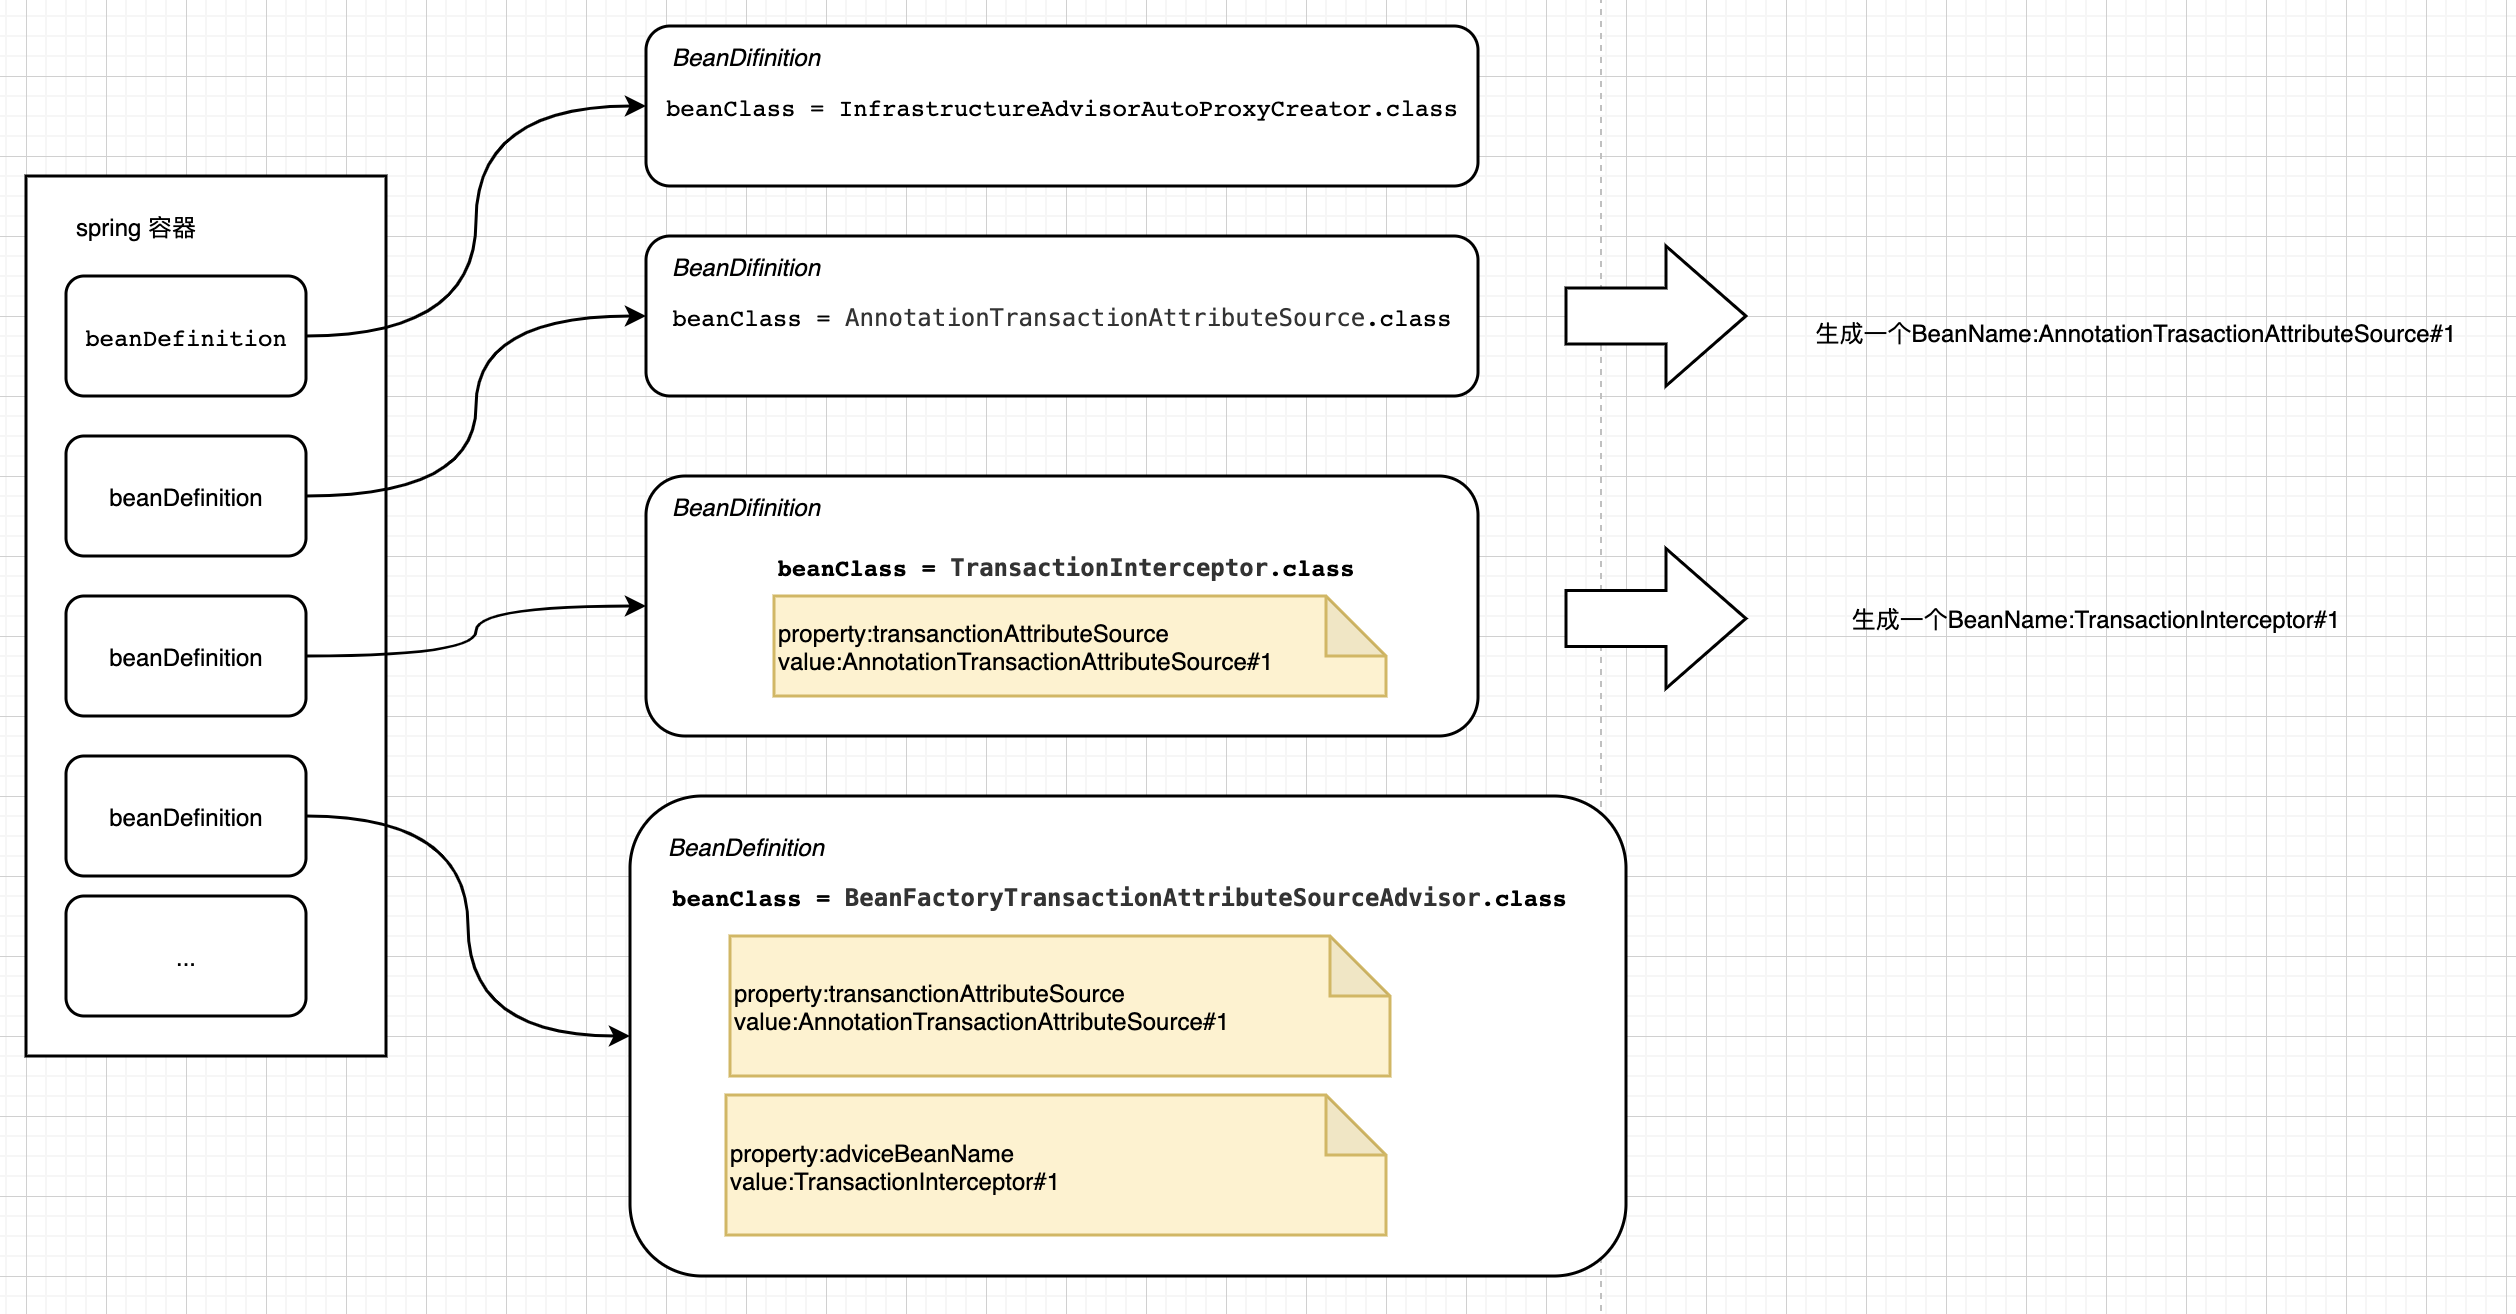 spring 容器
beanDefinition
beanDefinition
beanDefinition
beanDefinition
...
BeanDifinition
beanClass = InfrastructureAdvisorAutoProxyCreator.class
BeanDifinition
beanClass = AnnotationTransactionAttributeSource.class
生成一个BeanName:AnnotationTrasactionAttributeSource#1
BeanDifinition
beanClass = TransactionInterceptor.class
property:transanctionAttributeSource
value:AnnotationTransactionAttributeSource#1
生成一个BeanName:TransactionInterceptor#1
BeanDefinition
beanClass = BeanFactoryTransactionAttributeSourceAdvisor.class
property:transanctionAttributeSource
value:AnnotationTransactionAttributeSource#1
property:adviceBeanName
value:TransactionInterceptor#1